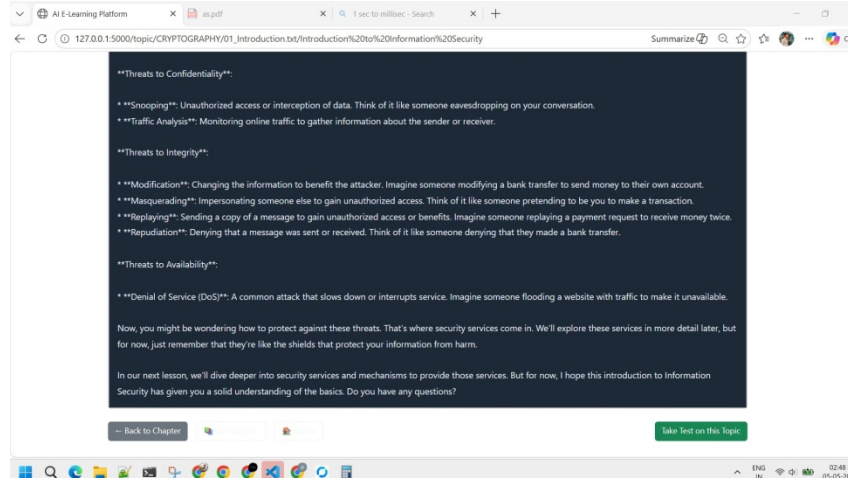 AI E-Learning Platform
as.pdf
1 sec to millisec - Search
127.0.0.1:5000/topic/CRYPTOGRAPHY/01_Introduction.txt/Introduction%20to%20Information%20Security
Summarize
**Threats to Confidentiality**:
* **Snooping**: Unauthorized access or interception of data. Think of it like someone eavesdropping on your conversation.
* **Traffic Analysis**: Monitoring online traffic to gather information about the sender or receiver.
**Threats to Integrity**:
* **Modification**: Changing the information to benefit the attacker. Imagine someone modifying a bank transfer to send money to their own account.
* **Masquerading**: Impersonating someone else to gain unauthorized access. Think of it like someone pretending to be you to make a transaction.
* **Replaying**: Sending a copy of a message to gain unauthorized access or benefits. Imagine someone replaying a payment request to receive money twice.
* **Repudiation**: Denying that a message was sent or received. Think of it like someone denying that they made a bank transfer.
**Threats to Availability**:
* **Denial of Service (DoS)**: A common attack that slows down or interrupts service. Imagine someone flooding a website with traffic to make it unavailable.
Now, you might be wondering how to protect against these threats. That's where security services come in. We'll explore these services in more detail later, but
for now, just remember that they're like the shields that protect your information from harm.
In our next lesson, we'll dive deeper into security services and mechanisms to provide those services. But for now, I hope this introduction to Information
Security has given you a solid understanding of the basics. Do you have any questions?
← Back to Chapter
Take Test on this Topic
ENG
IN
02:48
05-05-20